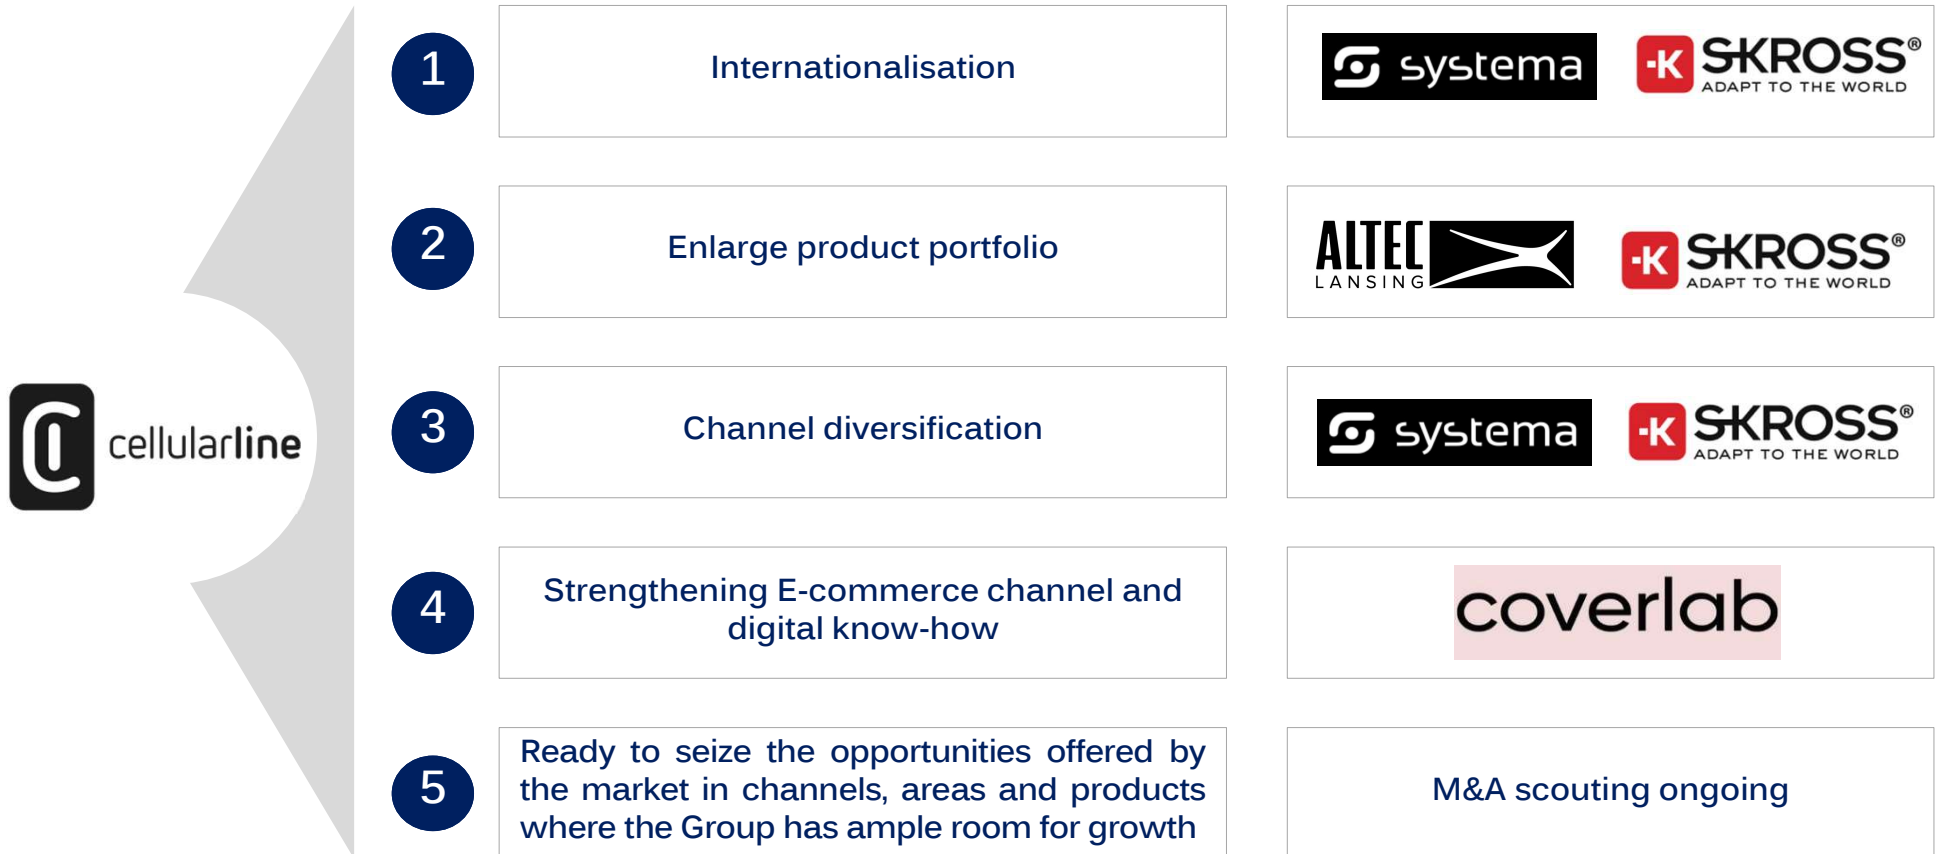 cellularline
1
Internationalisation
systema
-K SKROSS®
ADAPT TO THE WORLD
2
Enlarge product portfolio
ALTEC
LANSING
-K SKROSS®
ADAPT TO THE WORLD
3
Channel diversification
systema
-K SKROSS®
ADAPT TO THE WORLD
4
Strengthening E-commerce channel and
digital know-how
coverlab
5
Ready to seize the opportunities offered by
the market in channels, areas and products
where the Group has ample room for growth
M&A scouting ongoing